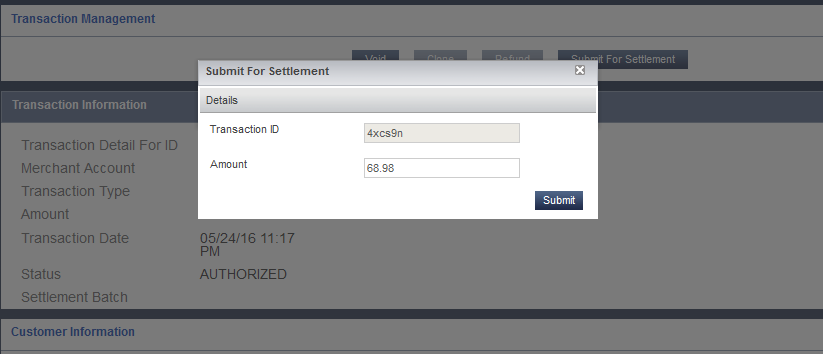 Transaction Management
Void Clone Refund Submit For Settlement
Submit For Settlement
Details
Transaction ID 4xcs9n
Amount 68.98
Submit
Transaction Information
Transaction Detail For ID
Merchant Account
Transaction Type
Amount
Transaction Date 05/24/16 11:17
PM
Status AUTHORIZED
Settlement Batch
Customer Information